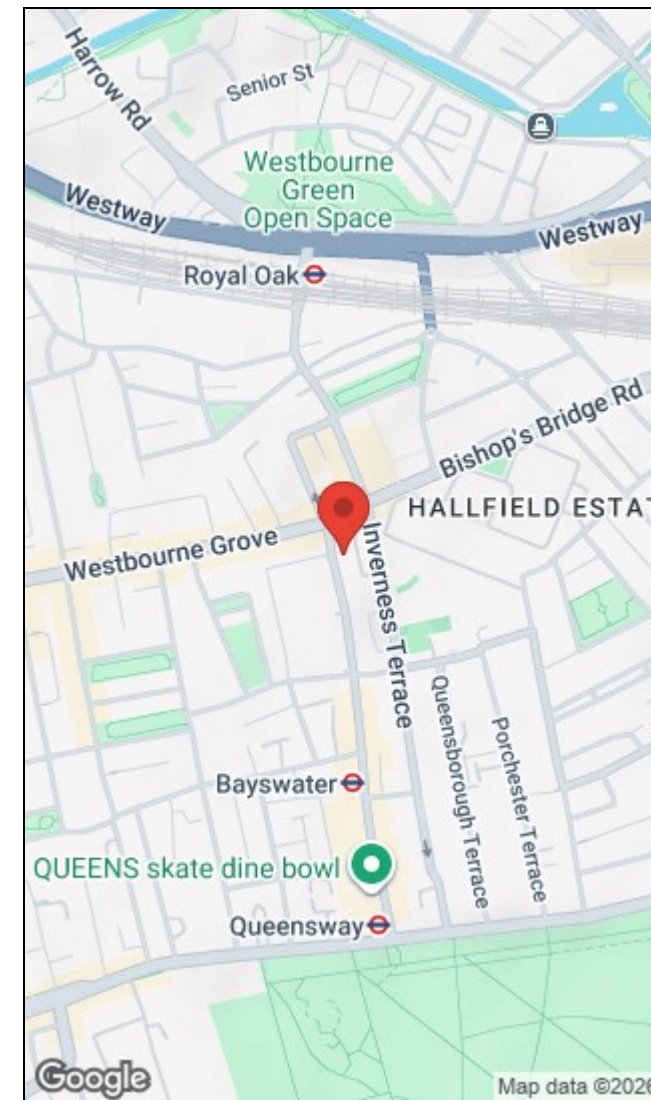 Harrow Rd
Senior St
Westbourne
Green
Open Space
Westway
Westway
Royal Oak
Bishop's Bridge Rd
HALLFIELD ESTAT
Westbourne Grove
Inverness Terrace
Queensborough Terrace
Porchester Terrace
Bayswater
QUEENS skate dine bowl
Queensway
Google
Map data ©2026